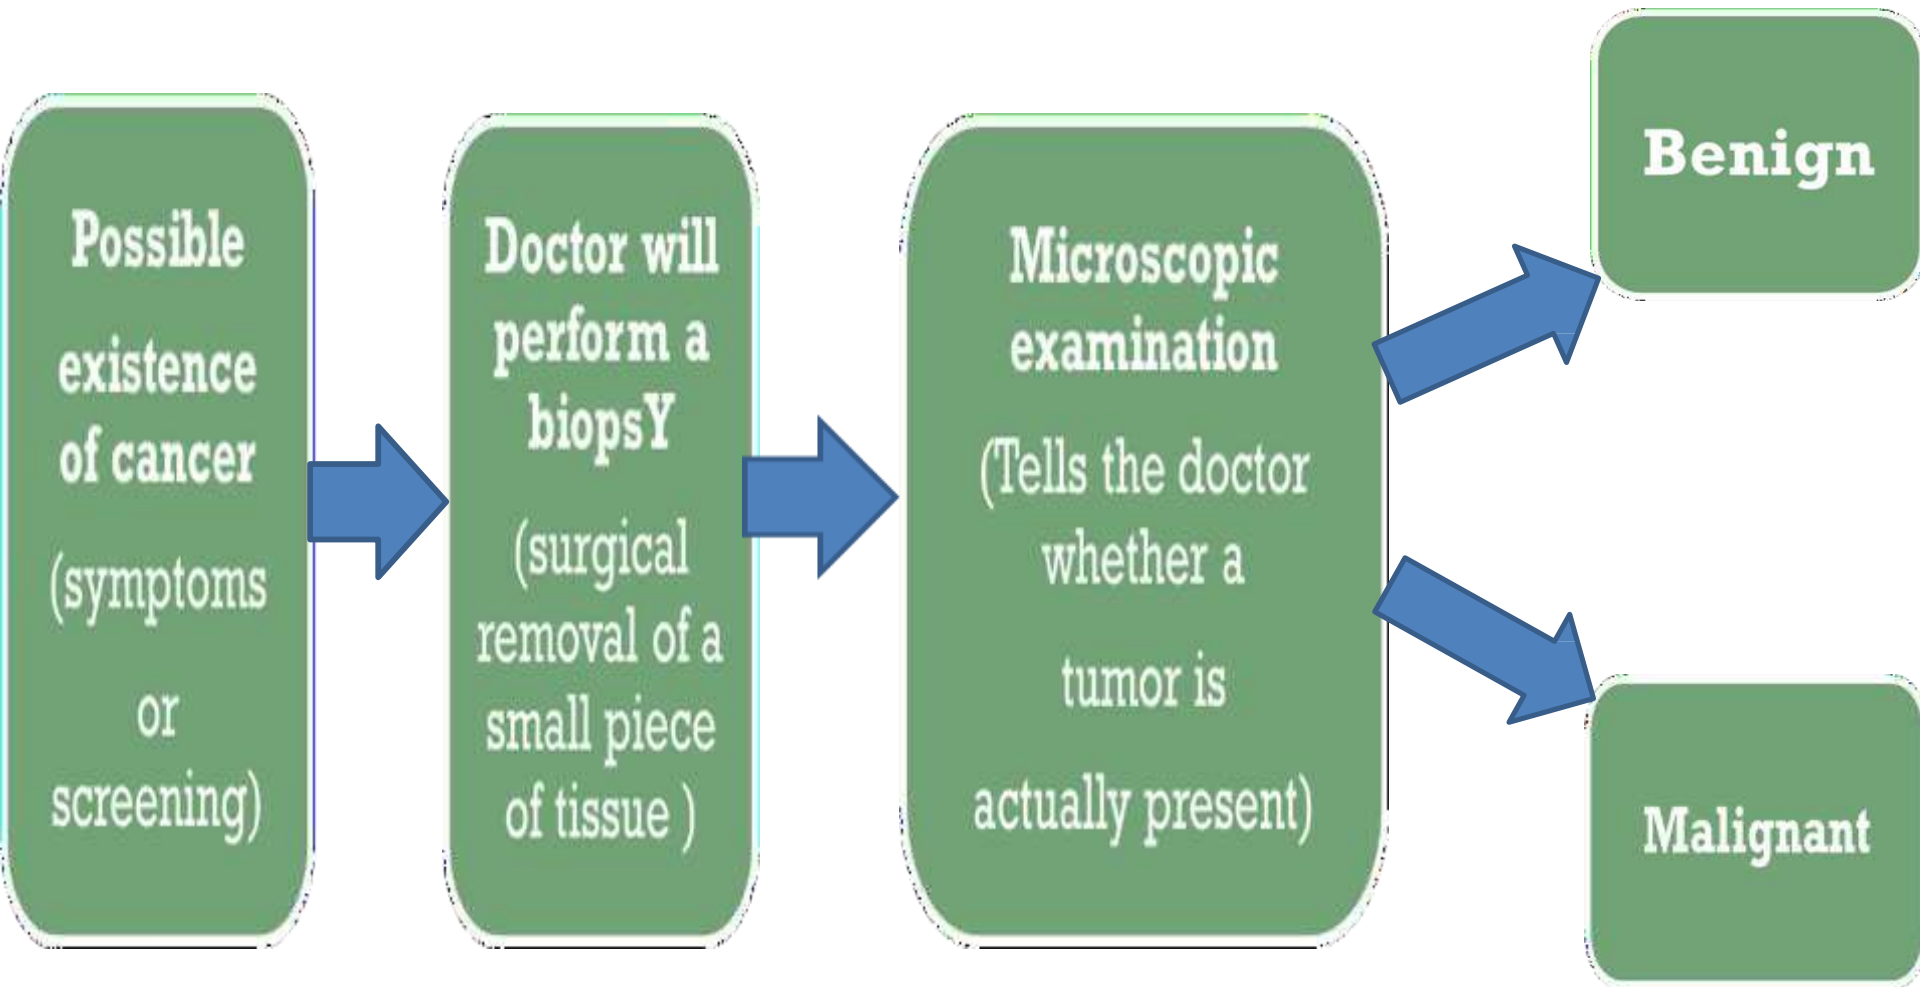 Possible
existence
of cancer
(symptoms
or
screening)
Doctor will
perform a
biopsY
(surgical
removal of a
small piece
of tissue )
Microscopic
examination
(Tells the doctor
whether a
tumor is
actually present)
Benign
Malignant